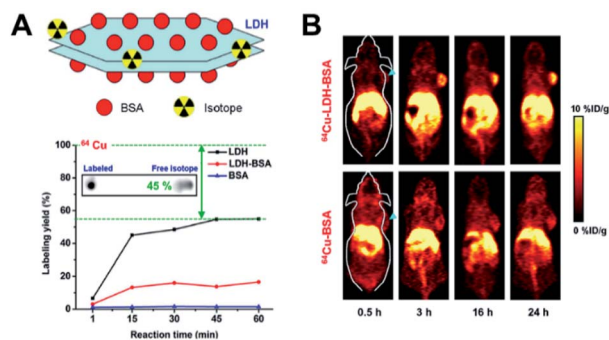 A
LDH
BSA
Isotope
⁶⁴Cu
Labeled
Free isotope
45 %
LDH
LDH-BSA
BSA
Labeling yield (%)
100
80
60
40
20
0
1
15
30
45
60
Reaction time (min)
B
⁶⁴Cu-LDH-BSA
⁶⁴Cu-BSA
0.5 h
3 h
16 h
24 h
10 %ID/g
0 %ID/g